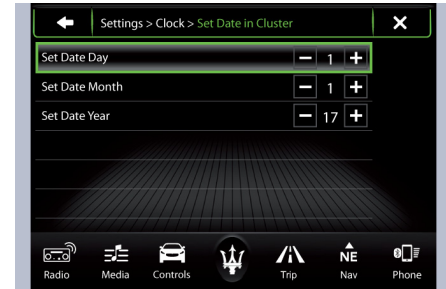 Settings > Clock > Set Date in Cluster
Set Date Day 1
Set Date Month 1
Set Date Year 17
NE
Radio Media Controls Trip Nav Phone